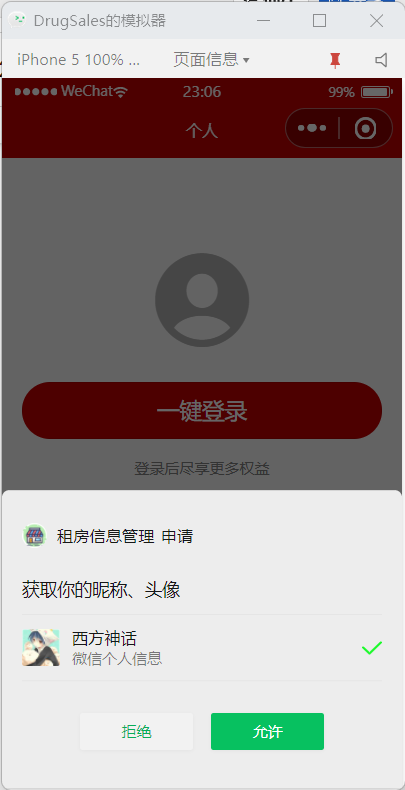 DrugSales的模拟器
iPhone 5 100% ... 页面信息
WeChat 23:06 99%
个人
一键登录
登录后尽享更多权益
租房信息管理 申请
获取你的昵称、头像
西方神话
微信个人信息
拒绝 允许